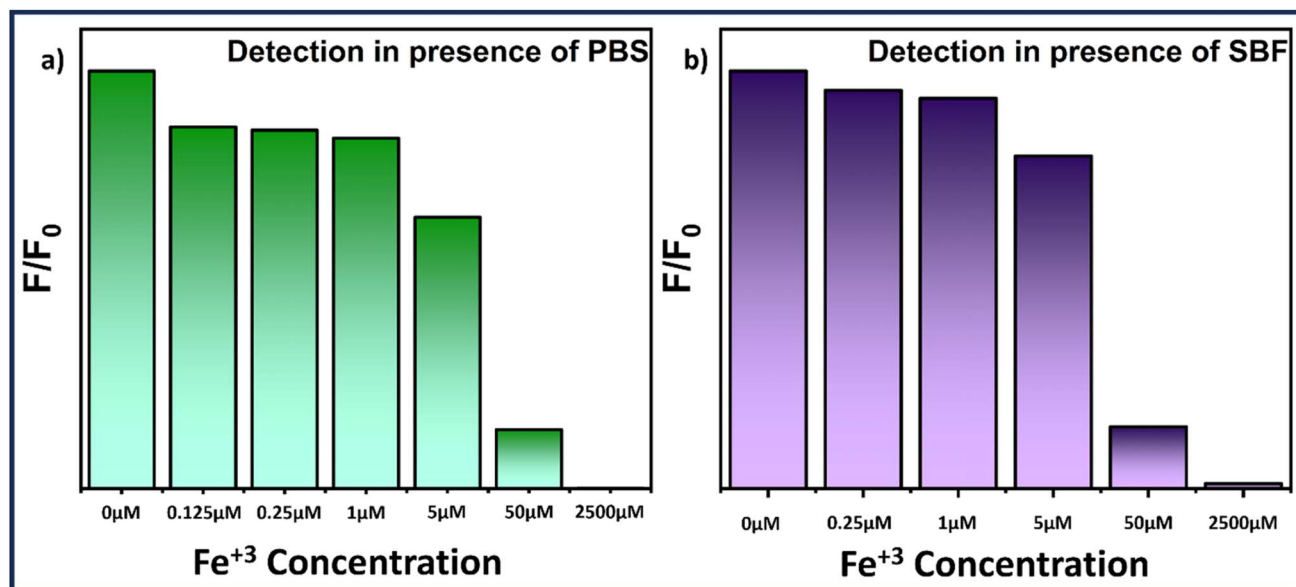 a)
Detection in presence of PBS
F/F₀
0µM 0.125µM 0.25µM 1µM 5µM 50µM 2500µM
Fe⁺³ Concentration
b)
Detection in presence of SBF
F/F₀
0µM 0.25µM 1µM 5µM 50µM 2500µM
Fe⁺³ Concentration